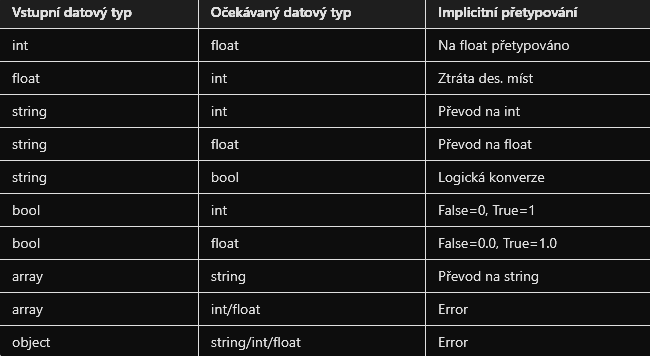 Vstupní datový typ Očekávaný datový typ Implicitní přetypování
int float Na float přetypováno
float int Ztráta des. míst
string int Převod na int
string float Převod na float
string bool Logická konverze
bool int False=0, True=1
bool float False=0.0, True=1.0
array string Převod na string
array int/float Error
object string/int/float Error